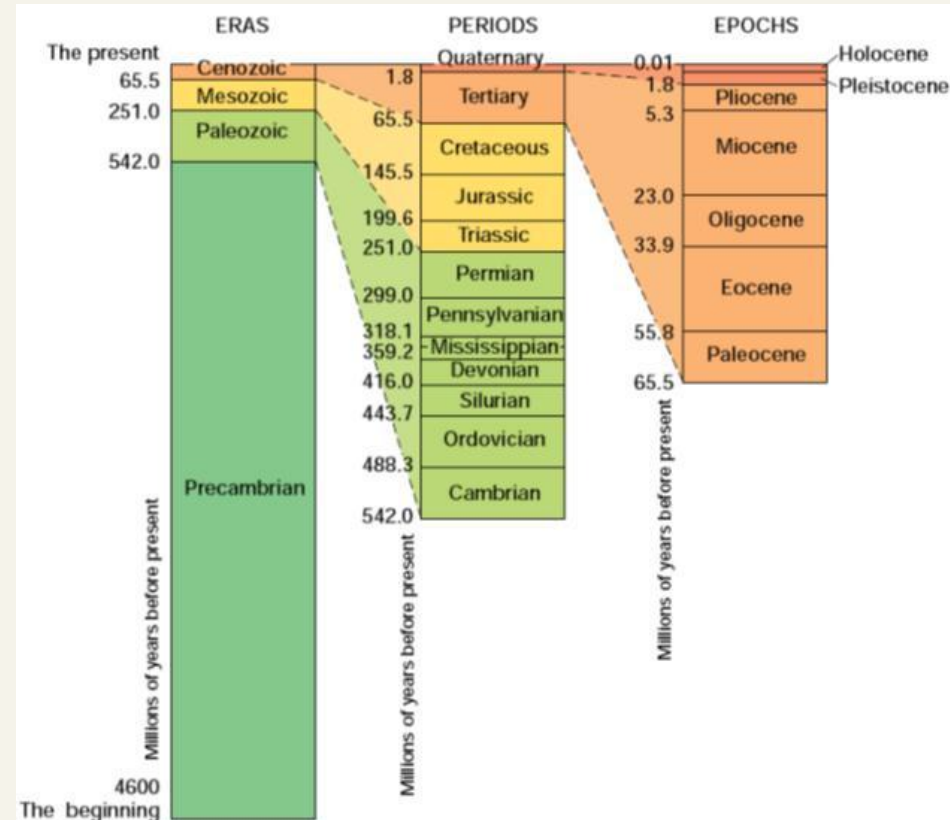 ERAS
The present
Cenozoic
65.5
Mesozoic
251.0
Paleozoic
542.0
Precambrian
Millions of years before present
4600
The beginning
PERIODS
Quaternary
1.8
Tertiary
65.5
Cretaceous
145.5
Jurassic
199.6
Triassic
251.0
Permian
299.0
Pennsylvanian
318.1
Mississippian
359.2
Devonian
416.0
Silurian
443.7
Ordovician
488.3
Cambrian
542.0
Millions of years before present
EPOCHS
Holocene
0.01
Pleistocene
1.8
Pliocene
5.3
Miocene
23.0
Oligocene
33.9
Eocene
55.8
Paleocene
65.5
Millions of years before present